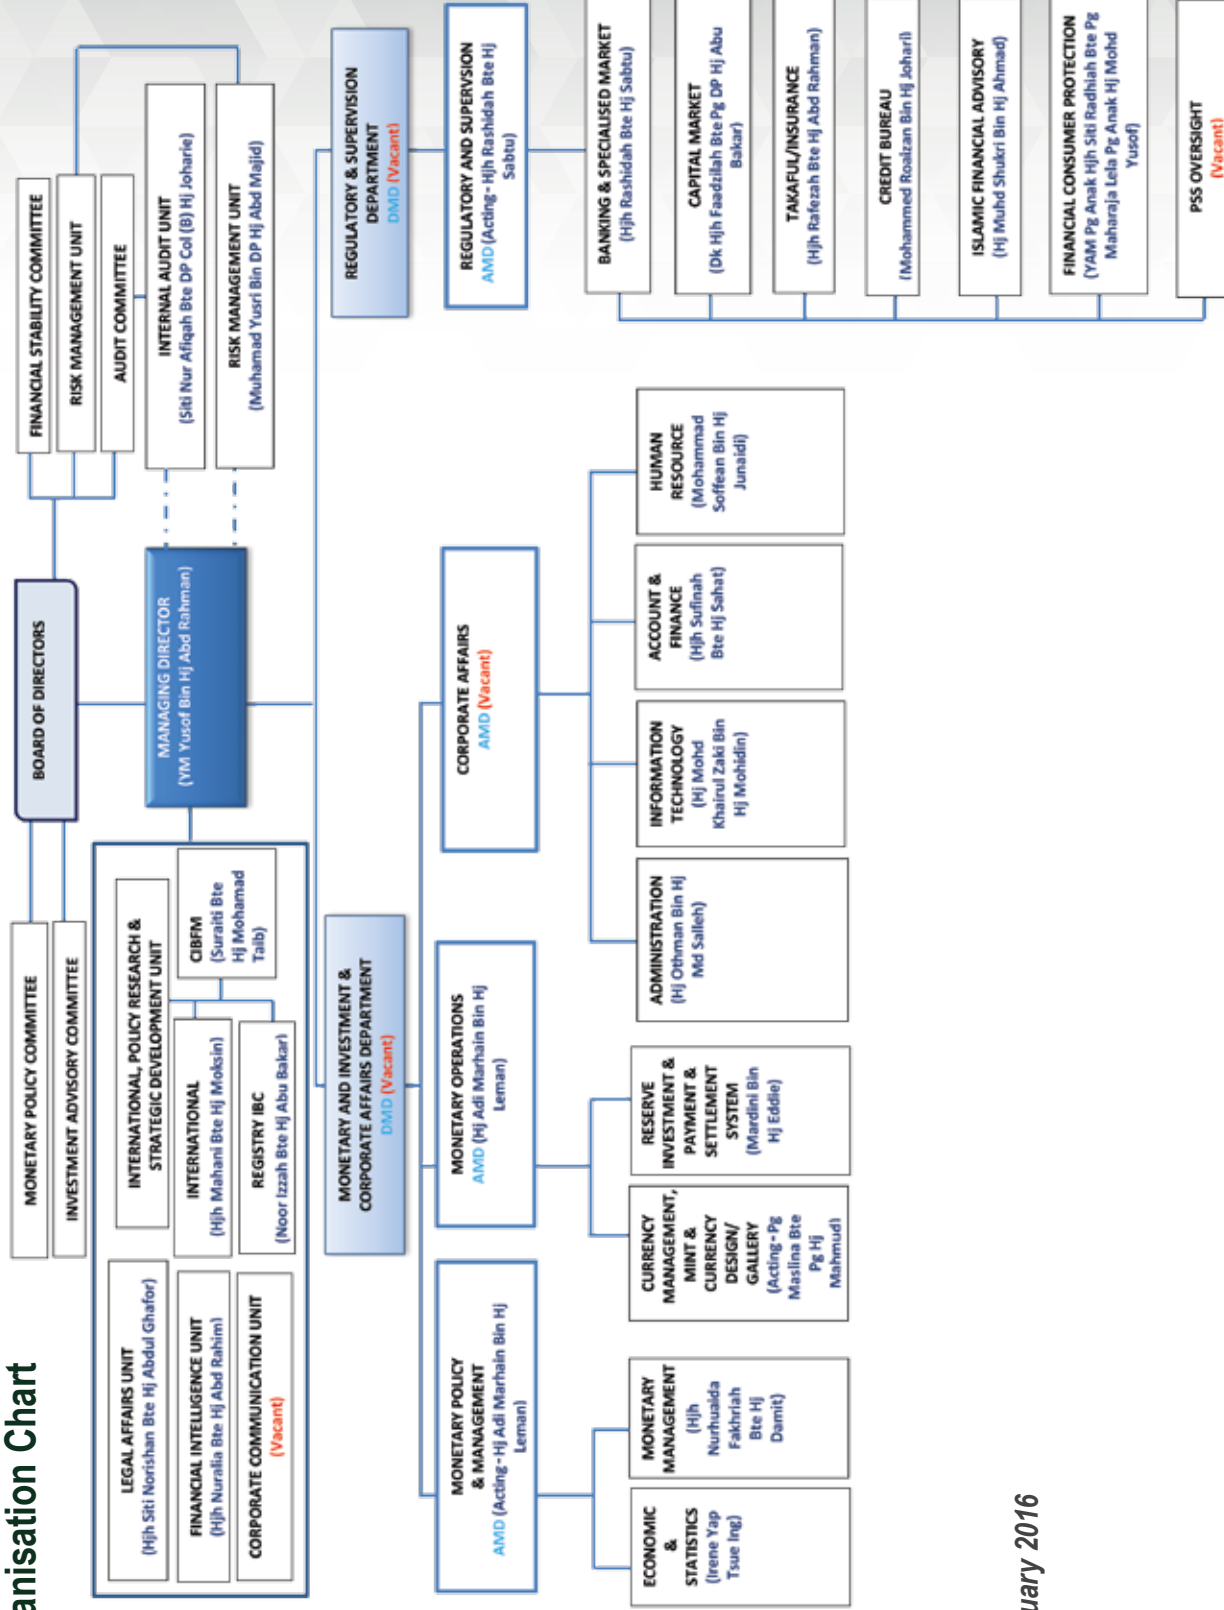 anisation Chart
BOARD OF DIRECTORS
MONETARY POLICY COMMITTEE
INVESTMENT ADVISORY COMMITTEE
FINANCIAL STABILITY COMMITTEE
RISK MANAGEMENT UNIT
AUDIT COMMITTEE
MANAGING DIRECTOR
(YM Yusof Bin Hj Abd Rahman)
INTERNAL AUDIT UNIT
(Siti Nur Afiqah Bte DP Col (B) Hj Joharie)
RISK MANAGEMENT UNIT
(Muhamad Yusri Bin DP Hj Abd Majid)
LEGAL AFFAIRS UNIT
(Hjh Siti Norishan Bte Hj Abdul Ghafor)
FINANCIAL INTELLIGENCE UNIT
(Hjh Nuralia Bte Hj Abd Rahim)
CORPORATE COMMUNICATION UNIT
(Vacant)
INTERNATIONAL, POLICY RESEARCH &
STRATEGIC DEVELOPMENT UNIT
INTERNATIONAL
(Hjh Mahani Bte Hj Moksin)
REGISTRY IBC
(Noor Izzah Bte Hj Abu Bakar)
CIBFM
(Suraiti Bte
Hj Mohamad
Taib)
MONETARY AND INVESTMENT &
CORPORATE AFFAIRS DEPARTMENT
DMD (Vacant)
REGULATORY & SUPERVISION
DEPARTMENT
DMD (Vacant)
MONETARY POLICY
& MANAGEMENT
AMD (Acting - Hj Adi Marhain Bin Hj
Leman)
MONETARY OPERATIONS
AMD (Hj Adi Marhain Bin Hj
Leman)
CORPORATE AFFAIRS
AMD (Vacant)
REGULATORY AND SUPERVSION
AMD (Acting - Hjh Rashidah Bte Hj
Sabtu)
ECONOMIC
&
STATISTICS
(Irene Yap
Tsue Ing)
MONETARY
MANAGEMENT
(Hjh
Nurhuaida
Fakhriah
Bte Hj
Damit)
CURRENCY
MANAGEMENT,
MINT &
CURRENCY
DESIGN/
GALLERY
(Acting - Pg
Maslina Bte
Pg Hj
Mahmud)
RESERVE
INVESTMENT &
PAYMENT &
SETTLEMENT
SYSTEM
(Mardini Bin
Hj Eddie)
ADMINISTRATION
(Hj Othman Bin Hj
Md Salleh)
INFORMATION
TECHNOLOGY
(Hj Mohd
Khairul Zaki Bin
Hj Mohidin)
ACCOUNT &
FINANCE
(Hjh Sufinah
Bte Hj Sahat)
HUMAN
RESOURCE
(Mohammad
Soffean Bin Hj
Junaidi)
BANKING & SPECIALISED MARKET
(Hjh Rashidah Bte Hj Sabtu)
CAPITAL MARKET
(Dk Hjh Faadzilah Bte Pg DP Hj Abu
Bakar)
TAKAFUL/INSURANCE
(Hjh Rafezah Bte Hj Abd Rahman)
CREDIT BUREAU
(Mohammed Roaizan Bin Hj Johari)
ISLAMIC FINANCIAL ADVISORY
(Hj Muhd Shukri Bin Hj Ahmad)
FINANCIAL CONSUMER PROTECTION
(YAM Pg Anak Hjh Siti Radhiah Bte Pg
Maharaja Lela Pg Anak Hj Mohd
Yusof)
PSS OVERSIGHT
(Vacant)
uary 2016